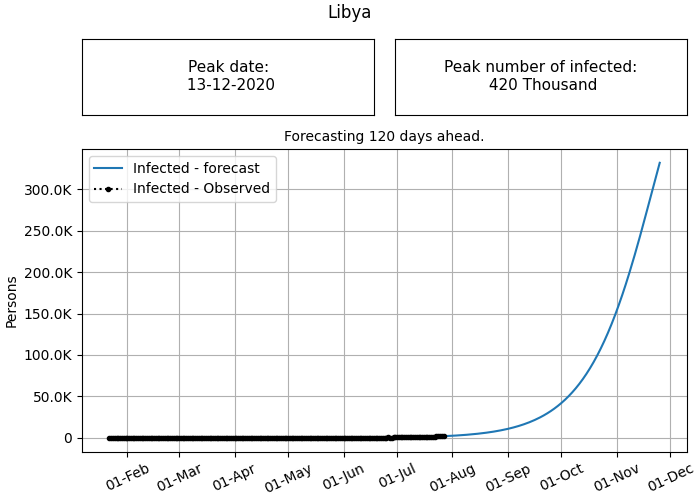 Libya
Peak date:
13-12-2020
Peak number of infected:
420 Thousand
Forecasting 120 days ahead.
Infected - forecast
Infected - Observed
Persons
300.0K
250.0K
200.0K
150.0K
100.0K
50.0K
0
01-Feb
01-Mar
01-Apr
01-May
01-Jun
01-Jul
01-Aug
01-Sep
01-Oct
01-Nov
01-Dec